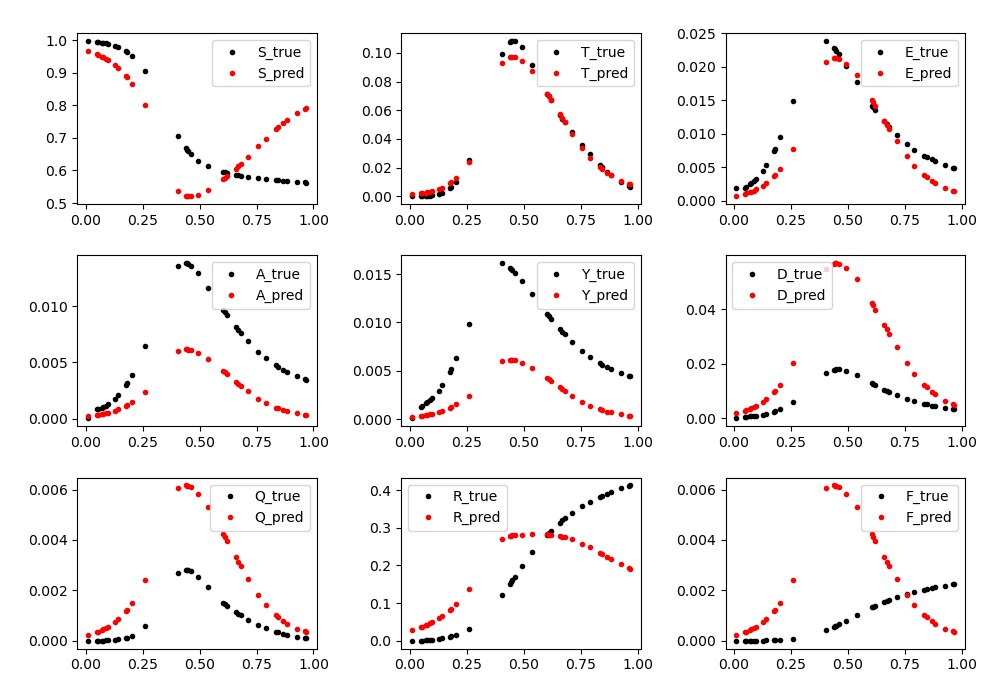 1.0
0.9
0.8
0.7
0.6
0.5
0.00 0.25 0.50 0.75 1.00
S_true
S_pred
0.10
0.08
0.06
0.04
0.02
0.00
0.00 0.25 0.50 0.75 1.00
T_true
T_pred
0.025
0.020
0.015
0.010
0.005
0.000
0.00 0.25 0.50 0.75 1.00
E_true
E_pred
0.010
0.005
0.000
0.00 0.25 0.50 0.75 1.00
A_true
A_pred
0.015
0.010
0.005
0.000
0.00 0.25 0.50 0.75 1.00
Y_true
Y_pred
0.04
0.02
0.00
0.00 0.25 0.50 0.75 1.00
D_true
D_pred
0.006
0.004
0.002
0.000
0.00 0.25 0.50 0.75 1.00
Q_true
Q_pred
0.4
0.3
0.2
0.1
0.0
0.00 0.25 0.50 0.75 1.00
R_true
R_pred
0.006
0.004
0.002
0.000
0.00 0.25 0.50 0.75 1.00
F_true
F_pred